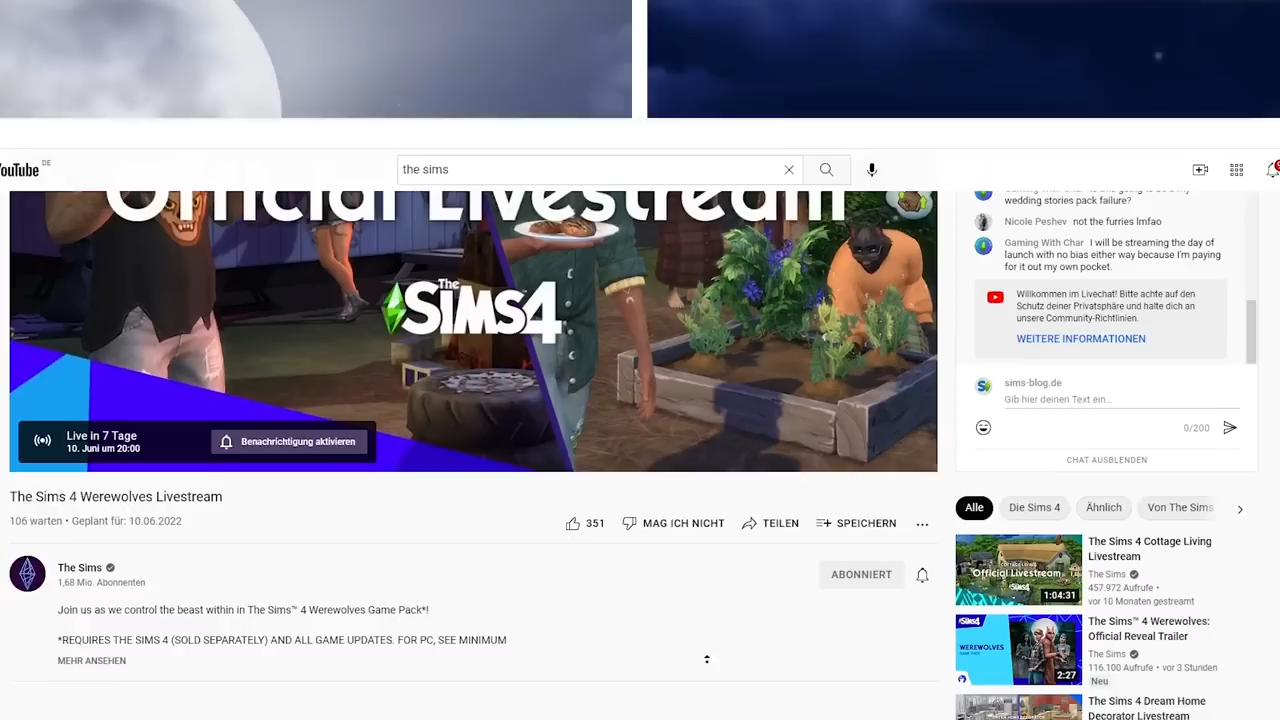 YouTube DE
the sims
Official Livestream
The Sims 4
Live in 7 Tage
10. Juni um 20:00
Benachrichtigung aktivieren
The Sims 4 Werewolves Livestream
106 warten • Geplant für: 10.06.2022
351
MAG ICH NICHT
TEILEN
SPEICHERN
The Sims
1,68 Mio. Abonnenten
ABONNIERT
Join us as we control the beast within in The Sims™ 4 Werewolves Game Pack*!
*REQUIRES THE SIMS 4 (SOLD SEPARATELY) AND ALL GAME UPDATES. FOR PC, SEE MINIMUM
MEHR ANSEHEN
wedding stories pack failure?
Nicole Peshev not the furries lmfao
Gaming With Char I will be streaming the day of
launch with no bias either way because I'm paying
for it out my own pocket.
Willkommen im Livechat! Bitte achte auf den
Schutz deiner Privatsphäre und halte dich an
unsere Community-Richtlinien.
WEITERE INFORMATIONEN
sims-blog.de
Gib hier deinen Text ein...
0/200
CHAT AUSBLENDEN
Alle
Die Sims 4
Ähnlich
Von The Sims
Official Livestream
1:04:31
The Sims 4 Cottage Living
Livestream
The Sims
457.972 Aufrufe •
vor 10 Monaten gestreamt
WEREWOLVES
2:27
The Sims™ 4 Werewolves:
Official Reveal Trailer
The Sims
116.100 Aufrufe • vor 3 Stunden
Neu
The Sims 4 Dream Home
Decorator Livestream